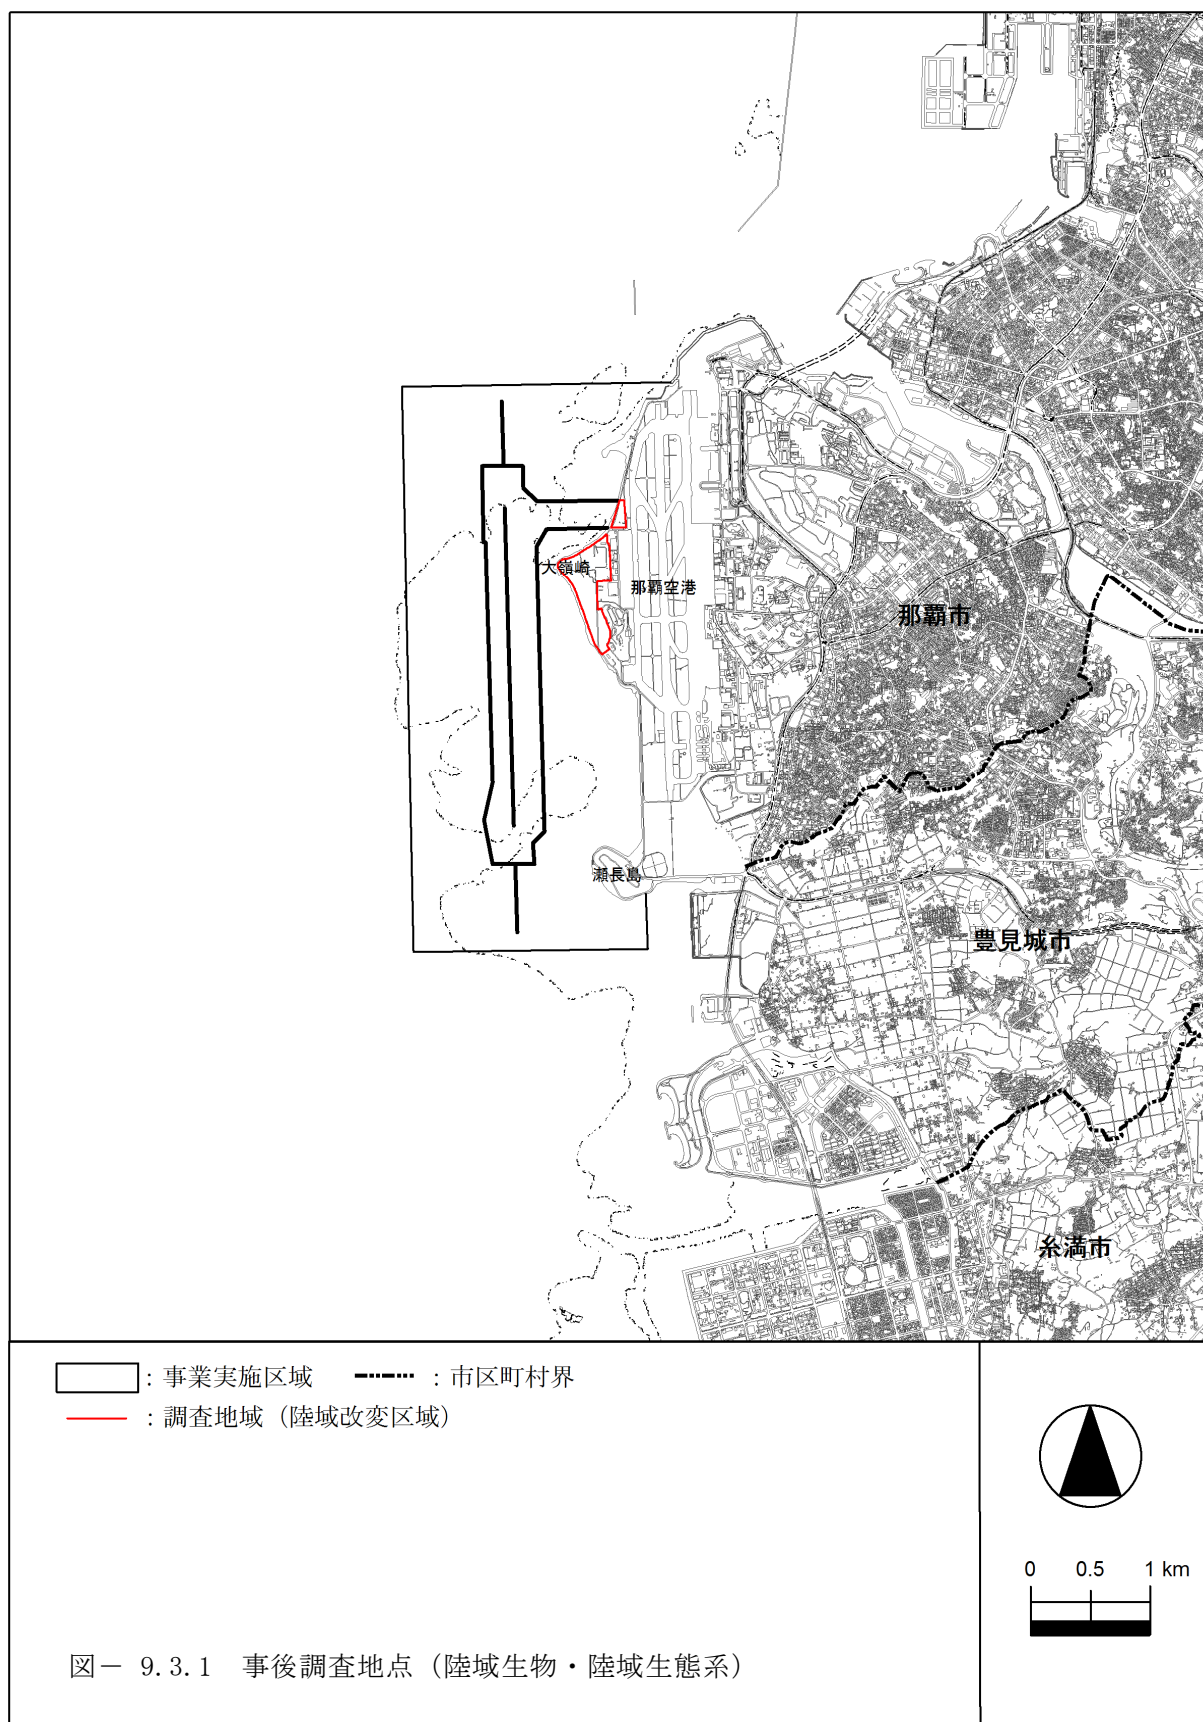 大嶺崎
那覇空港
那覇市
瀬長島
豊見城市
糸満市
：事業実施区域　：市区町村界
：調査地域（陸域改変区域）
0 0.5 1 km
図－ 9.3.1　事後調査地点（陸域生物・陸域生態系）